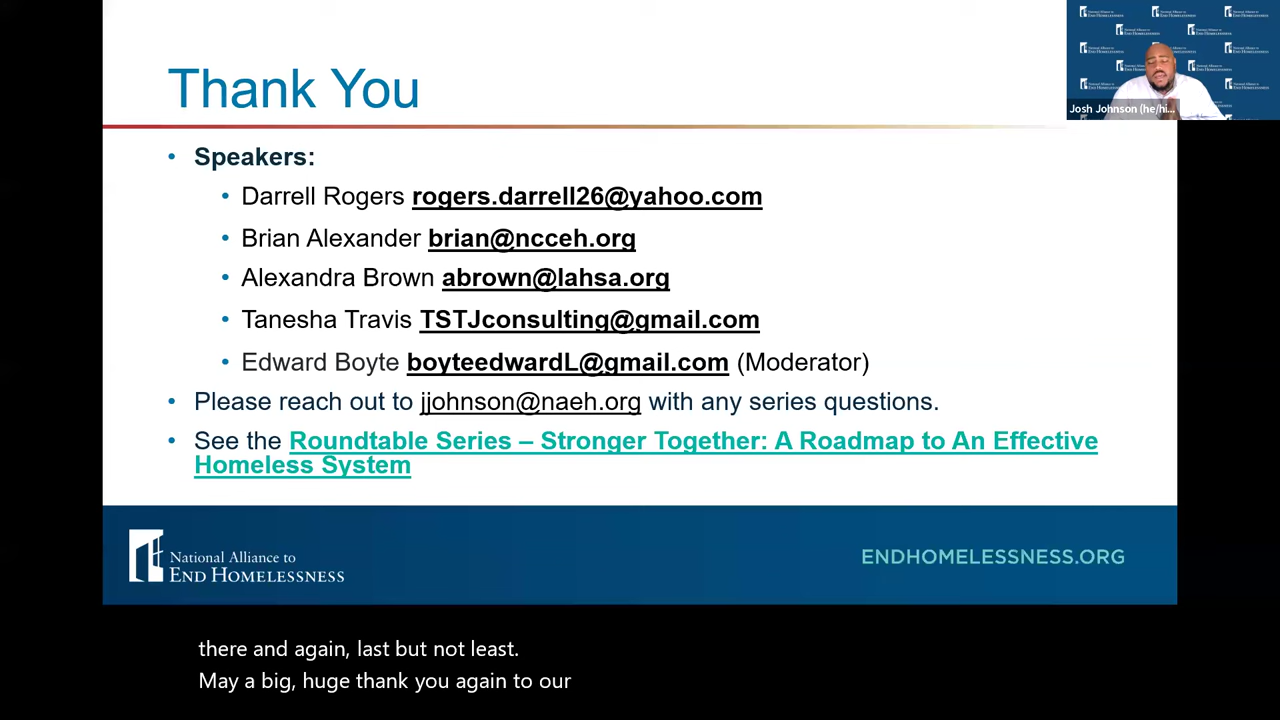 Thank You
Josh Johnson (he/hi...
• Speakers:
• Darrell Rogers rogers.darrell26@yahoo.com
• Brian Alexander brian@ncceh.org
• Alexandra Brown abrown@lahsa.org
• Tanesha Travis TSTJconsulting@gmail.com
• Edward Boyte boyteedwardL@gmail.com (Moderator)
• Please reach out to jjohnson@naeh.org with any series questions.
• See the Roundtable Series – Stronger Together: A Roadmap to An Effective
Homeless System
National Alliance to
END HOMELESSNESS
ENDHOMELESSNESS.ORG
there and again, last but not least.
May a big, huge thank you again to our